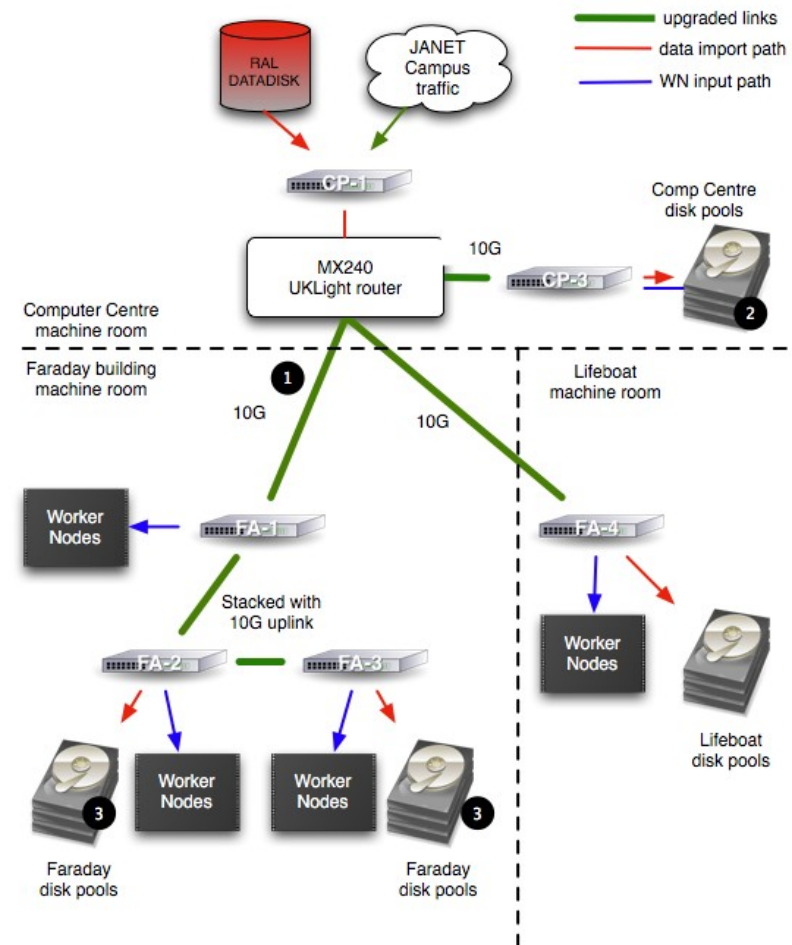 upgraded links
data import path
WN input path
RAL
DATADISK
JANET
Campus
traffic
CP-1
MX240
UKLight router
10G
CP-3
Comp Centre
disk pools
2
Computer Centre
machine room
Faraday building
machine room
1
10G
10G
Lifeboat
machine room
Worker
Nodes
FA-1
FA-4
Stacked with
10G uplink
FA-2
FA-3
Worker
Nodes
Lifeboat
disk pools
3
Worker
Nodes
Worker
Nodes
3
Faraday
disk pools
Faraday
disk pools